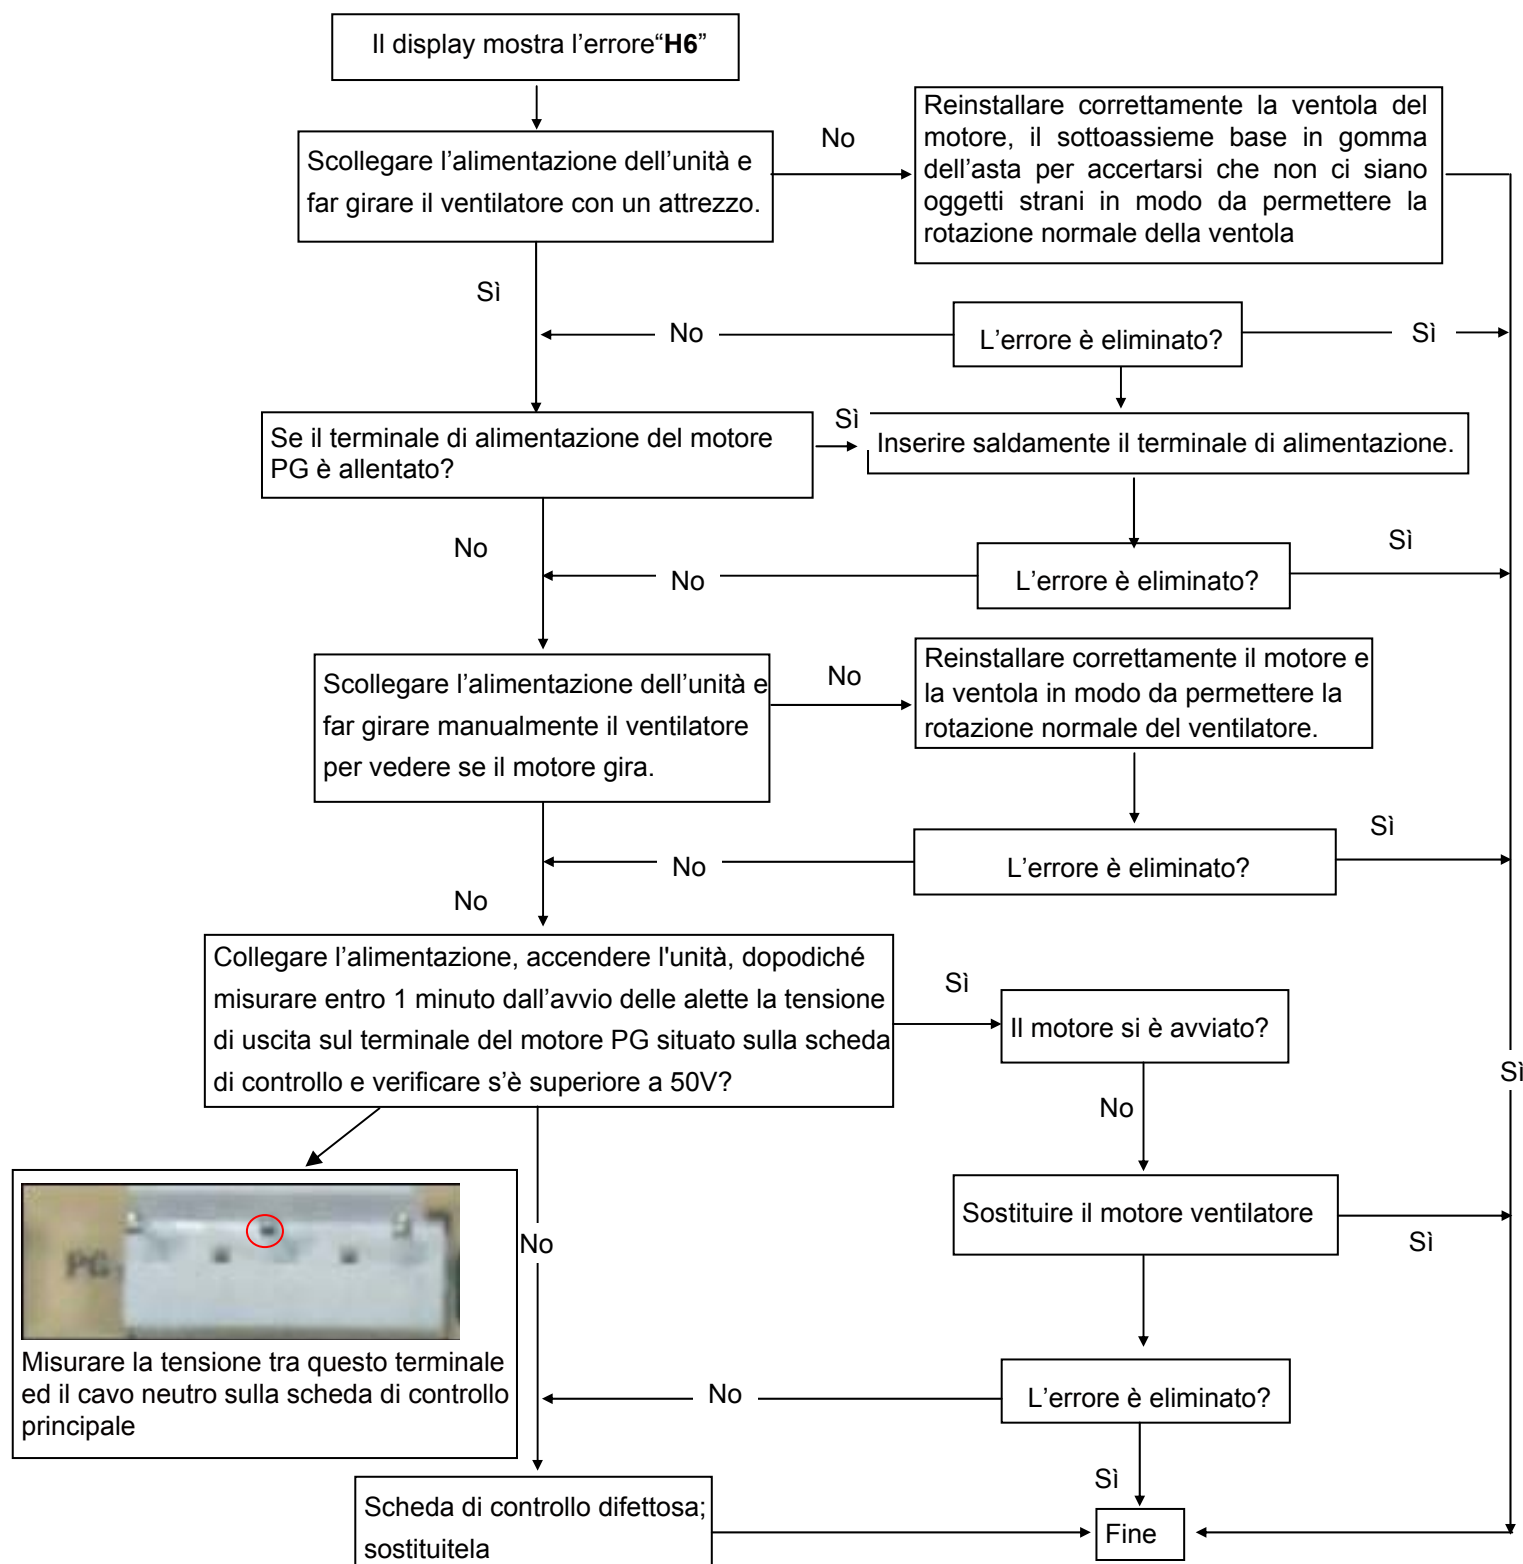 Il display mostra l’errore“H6”
Scollegare l’alimentazione dell’unità e
far girare il ventilatore con un attrezzo.
No
Reinstallare correttamente la ventola del
motore, il sottoassieme base in gomma
dell’asta per accertarsi che non ci siano
oggetti strani in modo da permettere la
rotazione normale della ventola
Sì
No
L’errore è eliminato?
Sì
Se il terminale di alimentazione del motore
PG è allentato?
Sì
Inserire saldamente il terminale di alimentazione.
No
No
L’errore è eliminato?
Sì
Scollegare l’alimentazione dell’unità e
far girare manualmente il ventilatore
per vedere se il motore gira.
No
Reinstallare correttamente il motore e
la ventola in modo da permettere la
rotazione normale del ventilatore.
No
L’errore è eliminato?
Sì
No
Collegare l’alimentazione, accendere l'unità, dopodiché
misurare entro 1 minuto dall’avvio delle alette la tensione
di uscita sul terminale del motore PG situato sulla scheda
di controllo e verificare s’è superiore a 50V?
Sì
Il motore si è avviato?
Sì
No
PG
Misurare la tensione tra questo terminale
ed il cavo neutro sulla scheda di controllo
principale
No
Sostituire il motore ventilatore
Sì
No
L’errore è eliminato?
Sì
Scheda di controllo difettosa;
sostituitela
Fine